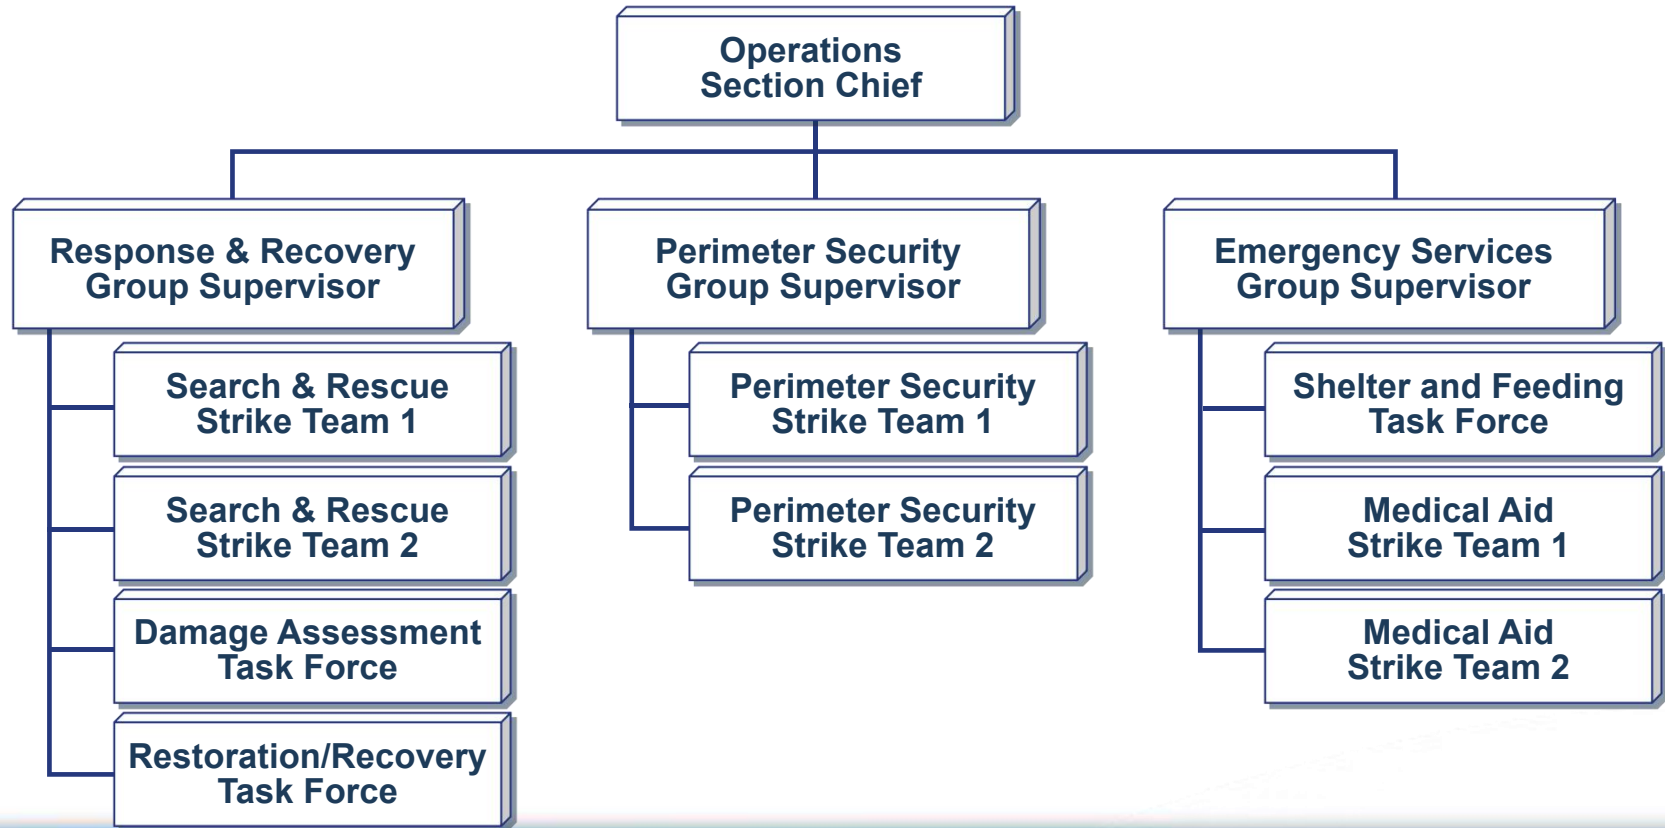 Operations
Section Chief
Response & Recovery
Group Supervisor
Search & Rescue
Strike Team 1
Search & Rescue
Strike Team 2
Damage Assessment
Task Force
Restoration/Recovery
Task Force
Perimeter Security
Group Supervisor
Perimeter Security
Strike Team 1
Perimeter Security
Strike Team 2
Emergency Services
Group Supervisor
Shelter and Feeding
Task Force
Medical Aid
Strike Team 1
Medical Aid
Strike Team 2